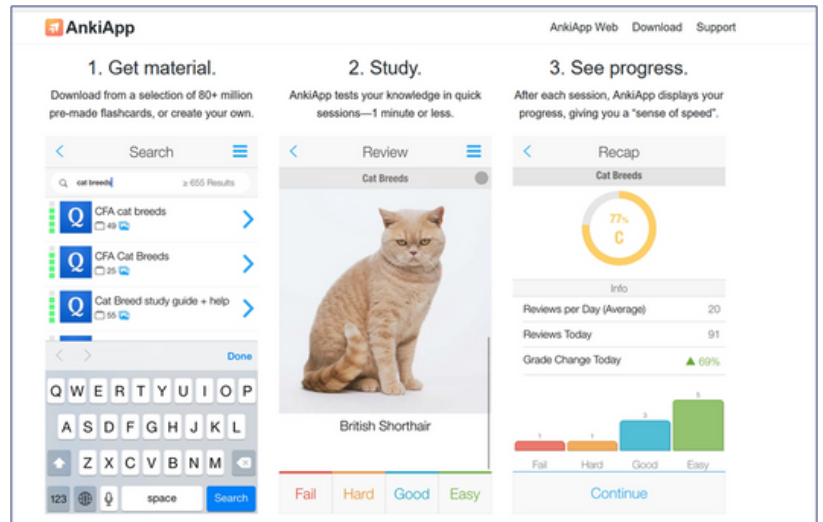 AnkiApp
AnkiApp Web Download Support
1. Get material.
Download from a selection of 80+ million
pre-made flashcards, or create your own.
Search
cat breeds ≥ 655 Results
Q CFA cat breeds
49
Q CFA Cat Breeds
25
Q Cat Breed study guide + help
55
Done
Q W E R T Y U I O P
A S D F G H J K L
Z X C V B N M
123 space Search
2. Study.
AnkiApp tests your knowledge in quick
sessions—1 minute or less.
Review
Cat Breeds
British Shorthair
Fail Hard Good Easy
3. See progress.
After each session, AnkiApp displays your
progress, giving you a “sense of speed”.
Recap
Cat Breeds
77%
C
Info
Reviews per Day (Average) 20
Reviews Today 91
Grade Change Today ▲ 69%
1 1 3 5
Fail Hard Good Easy
Continue